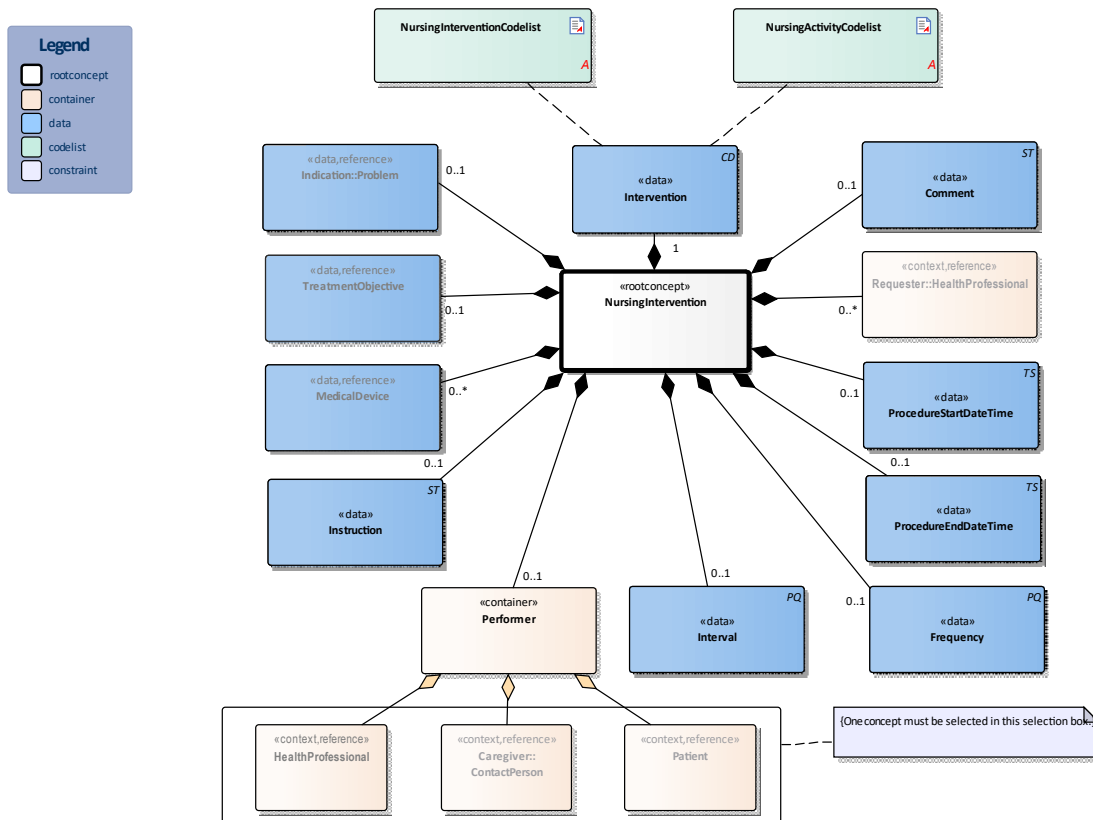 Legend
rootconcept
container
data
codelist
constraint
NursingInterventionCodelist
A
NursingActivityCodelist
A
«data,reference»
Indication::Problem
0..1
CD
«data»
Intervention
1
ST
«data»
Comment
0..1
«data,reference»
TreatmentObjective
0..1
«rootconcept»
NursingIntervention
«context,reference»
Requester::HealthProfessional
0..*
«data,reference»
MedicalDevice
0..*
TS
«data»
ProcedureStartDateTime
0..1
ST
«data»
Instruction
0..1
TS
«data»
ProcedureEndDateTime
0..1
«container»
Performer
0..1
PQ
«data»
Interval
0..1
PQ
«data»
Frequency
0..1
«context,reference»
HealthProfessional
«context,reference»
Caregiver::
ContactPerson
«context,reference»
Patient
{One concept must be selected in this selection box.}